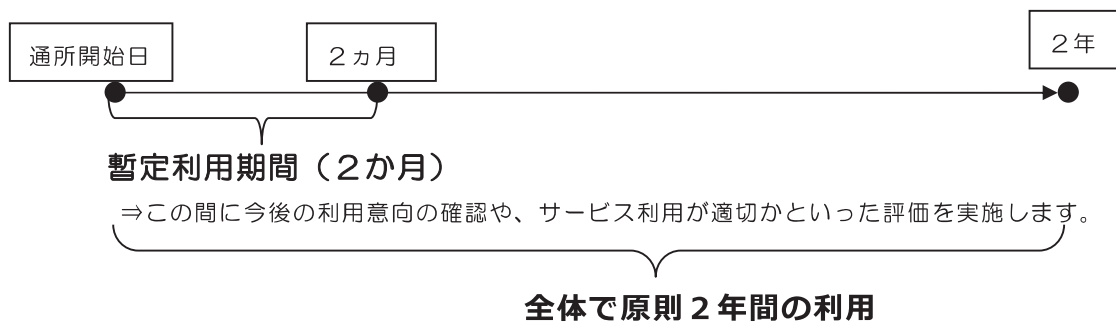 通所開始日
２ヵ月
２年
暫定利用期間（２か月）
⇒この間に今後の利用意向の確認や、サービス利用が適切かといった評価を実施します。
全体で原則２年間の利用